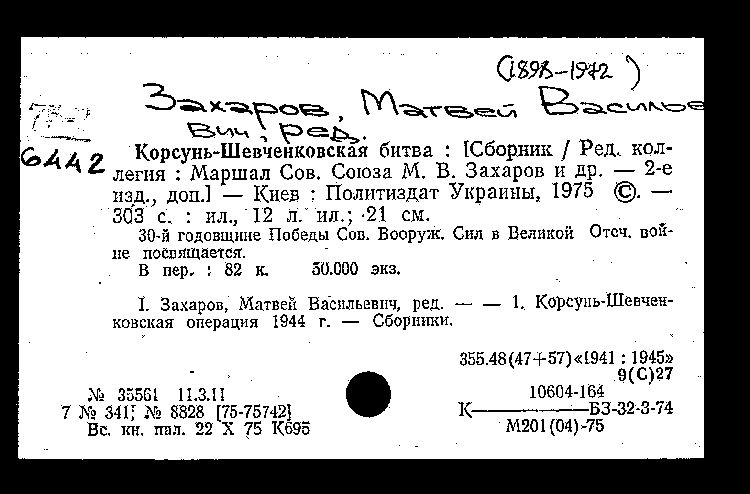 (1898-1972)
Захаров, Матвей Василье
вич, ред.
75-2
6442
Корсунь-Шевченковская битва : [Сборник / Ред. кол-
легия : Маршал Сов. Союза М. В. Захаров и др. — 2-е
изд., доп.] — Киев : Политиздат Украины, 1975 ©. —
303 с. : ил., 12 л. ил.; 21 см.
30-й годовщине Победы Сов. Вооруж. Сил в Великой Отеч. вой-
не посвящается.
В пер. : 82 к. 50.000 экз.
I. Захаров, Матвей Васильевич, ред. — — 1. Корсунь-Шевчен-
ковская операция 1944 г. — Сборники.
355.48(47+57)«1941 : 1945»
9(С)27
№ 35561 11.3.11
10604-164
7 № 341; № 8828 [75-75742]
К————БЗ-32-3-74
Вс. кн. пал. 22 X 75 К695
М201(04)-75